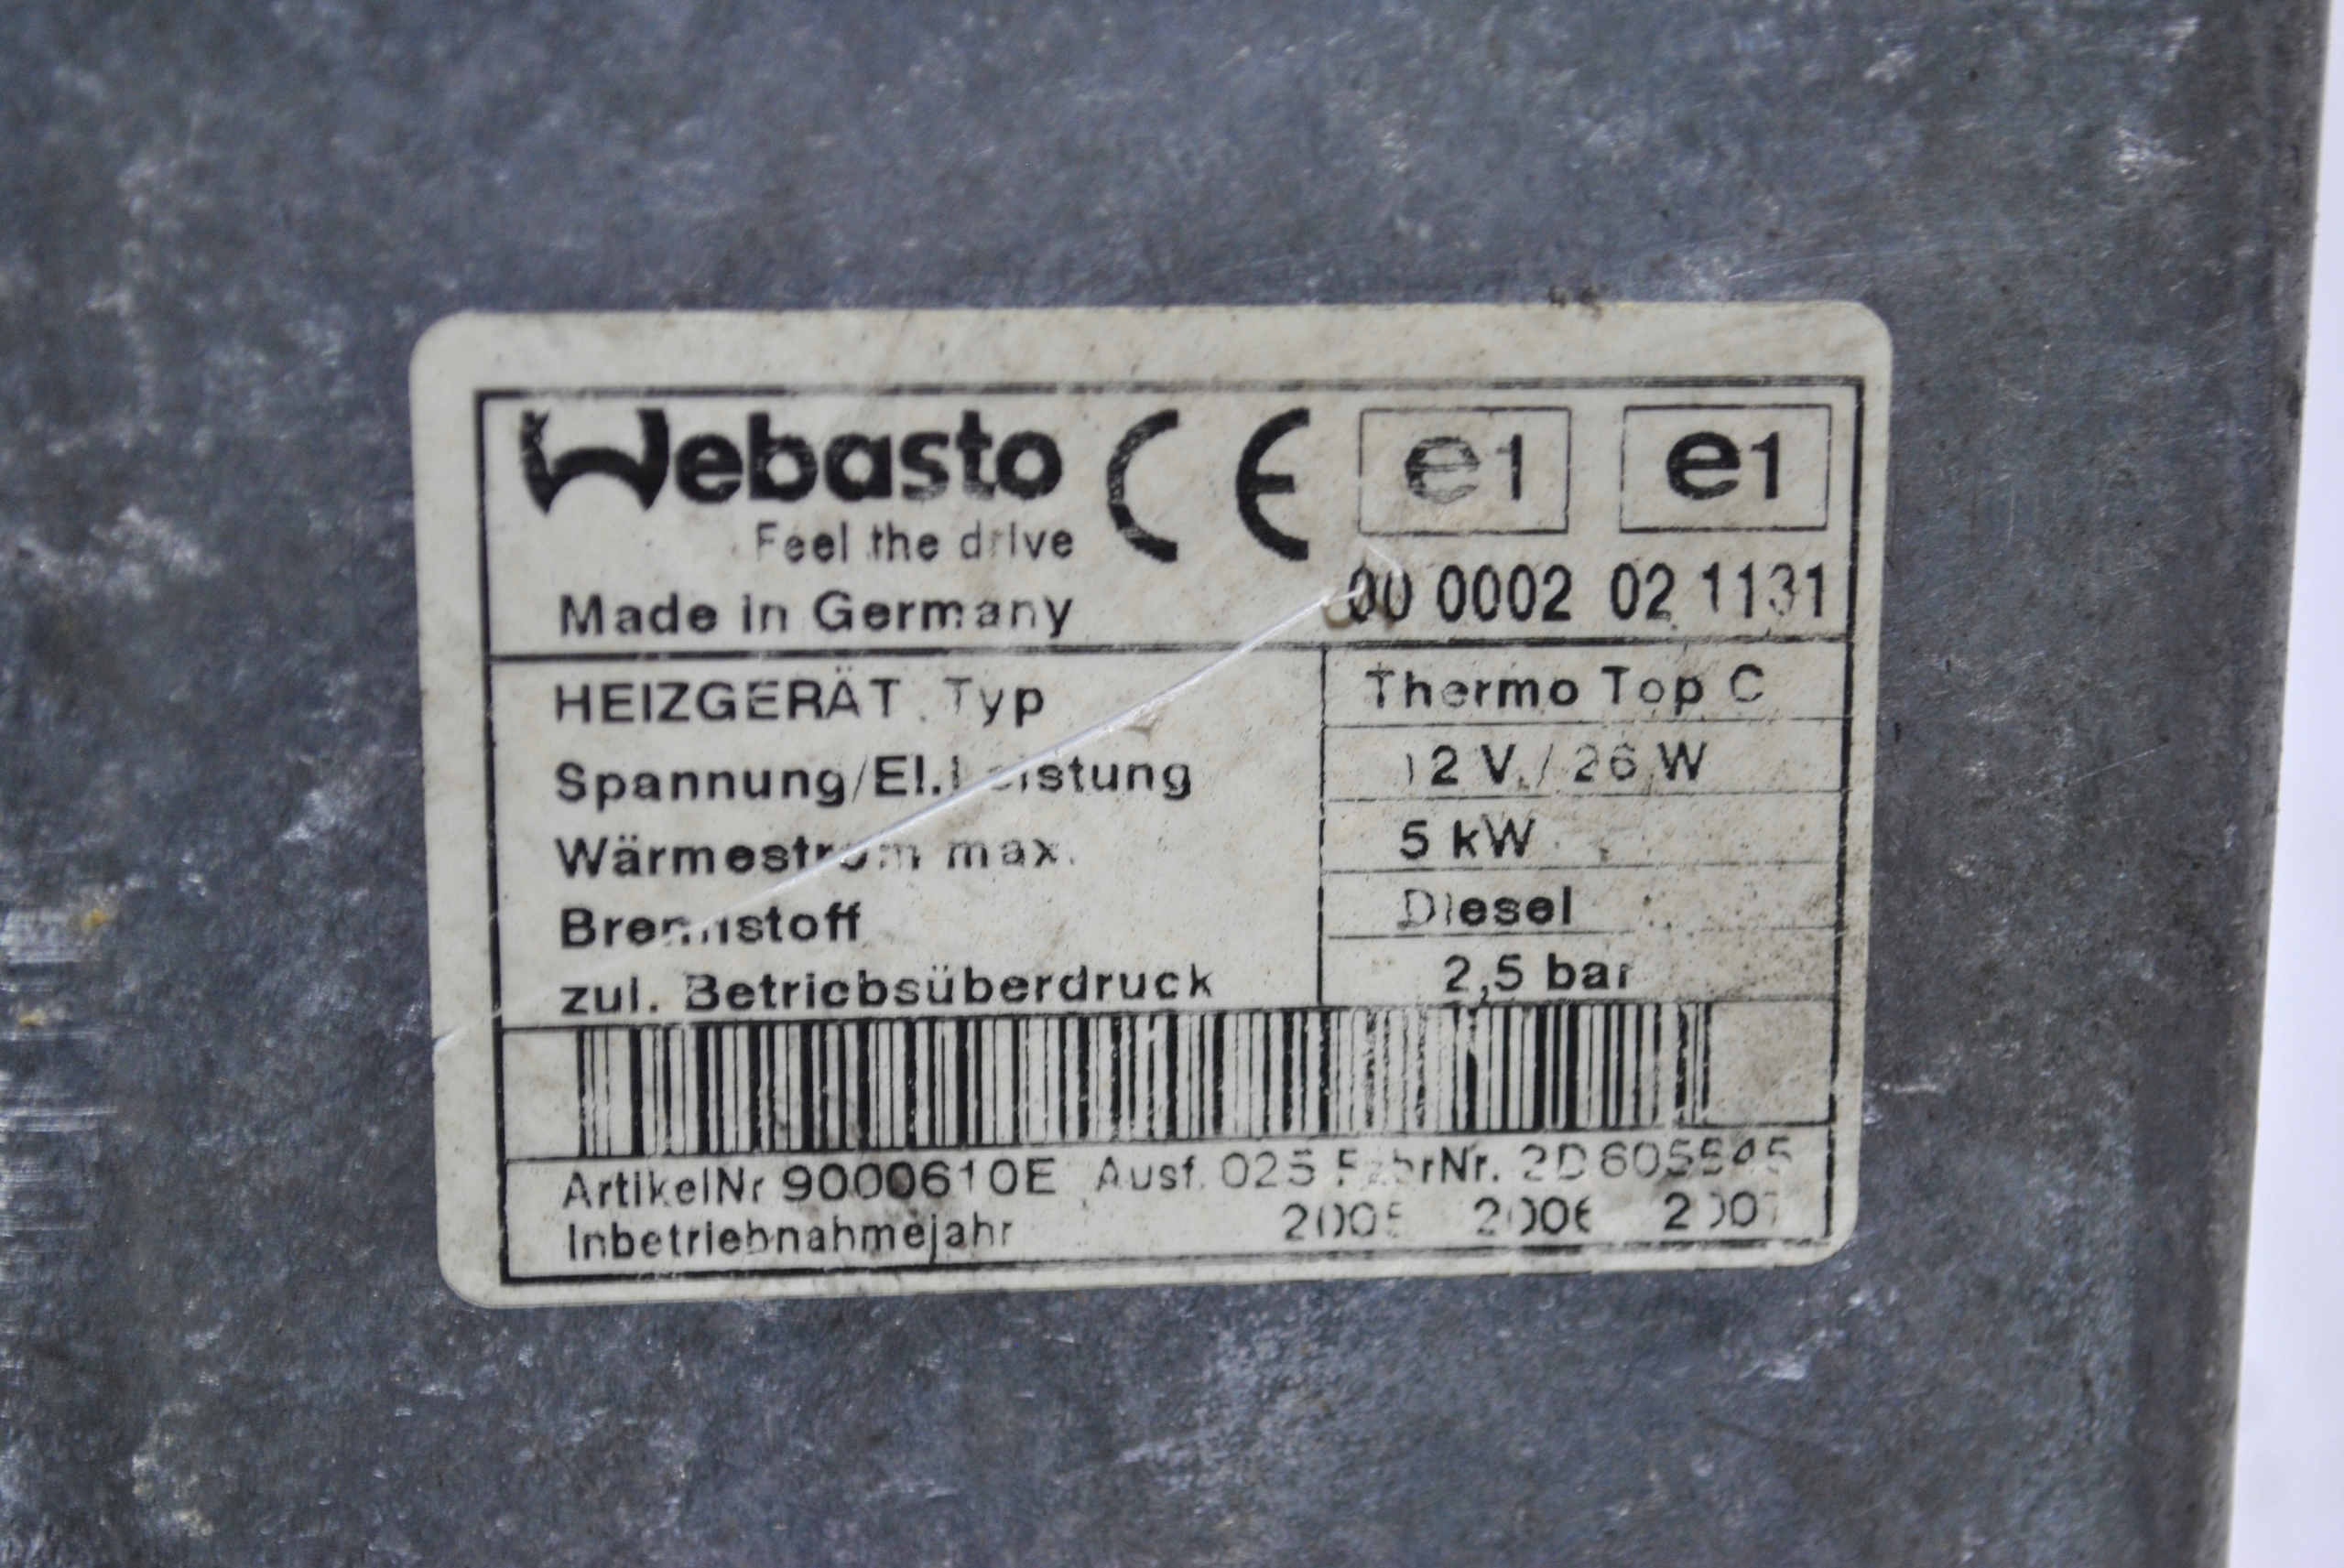 Webasto CE e1 e1
Feel the drive
Made in Germany 00 0002 02 1131
HEIZGERÄT Typ Thermo Top C
Spannung/El.Leistung 12 V / 26 W
Wärmestrom max. 5 kW
Brennstoff Diesel
zul. Betriebsüberdruck 2,5 bar
ArtikelNr 9000610E Ausf. 025
Inbetriebnahmejahr 2005 2006 2007